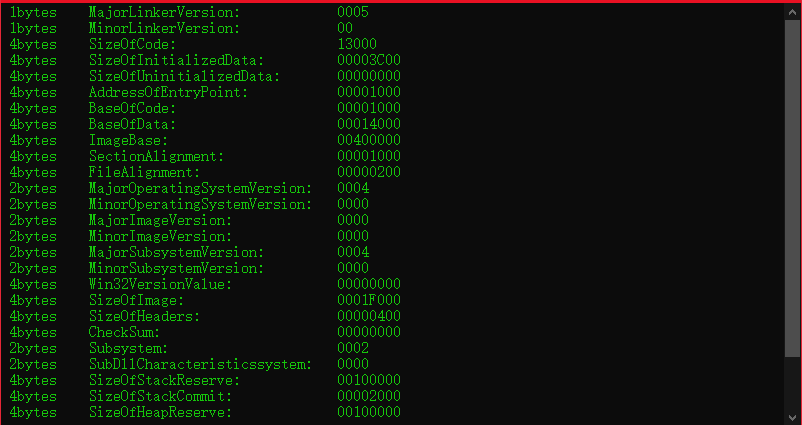 1bytes MajorLinkerVersion: 0005
1bytes MinorLinkerVersion: 00
4bytes SizeOfCode: 13000
4bytes SizeOfInitializedData: 00003C00
4bytes SizeOfUninitializedData: 00000000
4bytes AddressOfEntryPoint: 00001000
4bytes BaseOfCode: 00001000
4bytes BaseOfData: 00014000
4bytes ImageBase: 00400000
4bytes SectionAlignment: 00001000
4bytes FileAlignment: 00000200
2bytes MajorOperatingSystemVersion: 0004
2bytes MinorOperatingSystemVersion: 0000
2bytes MajorImageVersion: 0000
2bytes MinorImageVersion: 0000
2bytes MajorSubsystemVersion: 0004
2bytes MinorSubsystemVersion: 0000
4bytes Win32VersionValue: 00000000
4bytes SizeOfImage: 0001F000
4bytes SizeOfHeaders: 00000400
4bytes CheckSum: 00000000
2bytes Subsystem: 0002
2bytes SubDllCharacteristicssystem: 0000
4bytes SizeOfStackReserve: 00100000
4bytes SizeOfStackCommit: 00002000
4bytes SizeOfHeapReserve: 00100000